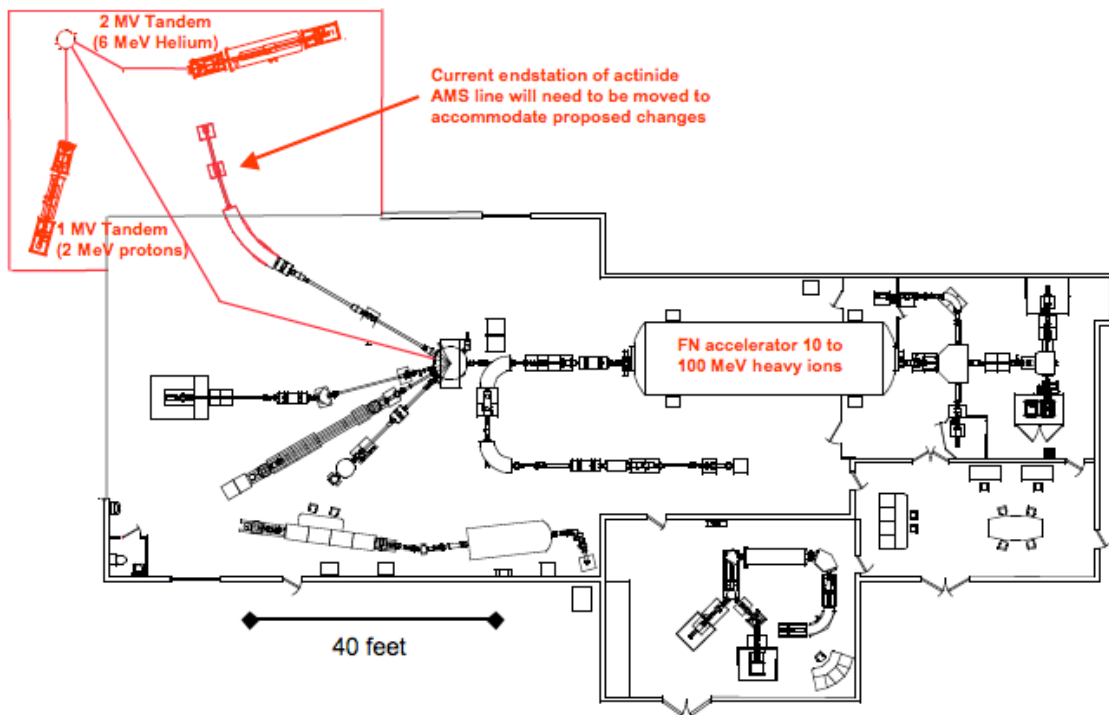 2 MV Tandem
(6 MeV Helium)
Current endstation of actinide
AMS line will need to be moved to
accommodate proposed changes
1 MV Tandem
(2 MeV protons)
FN accelerator 10 to
100 MeV heavy ions
40 feet